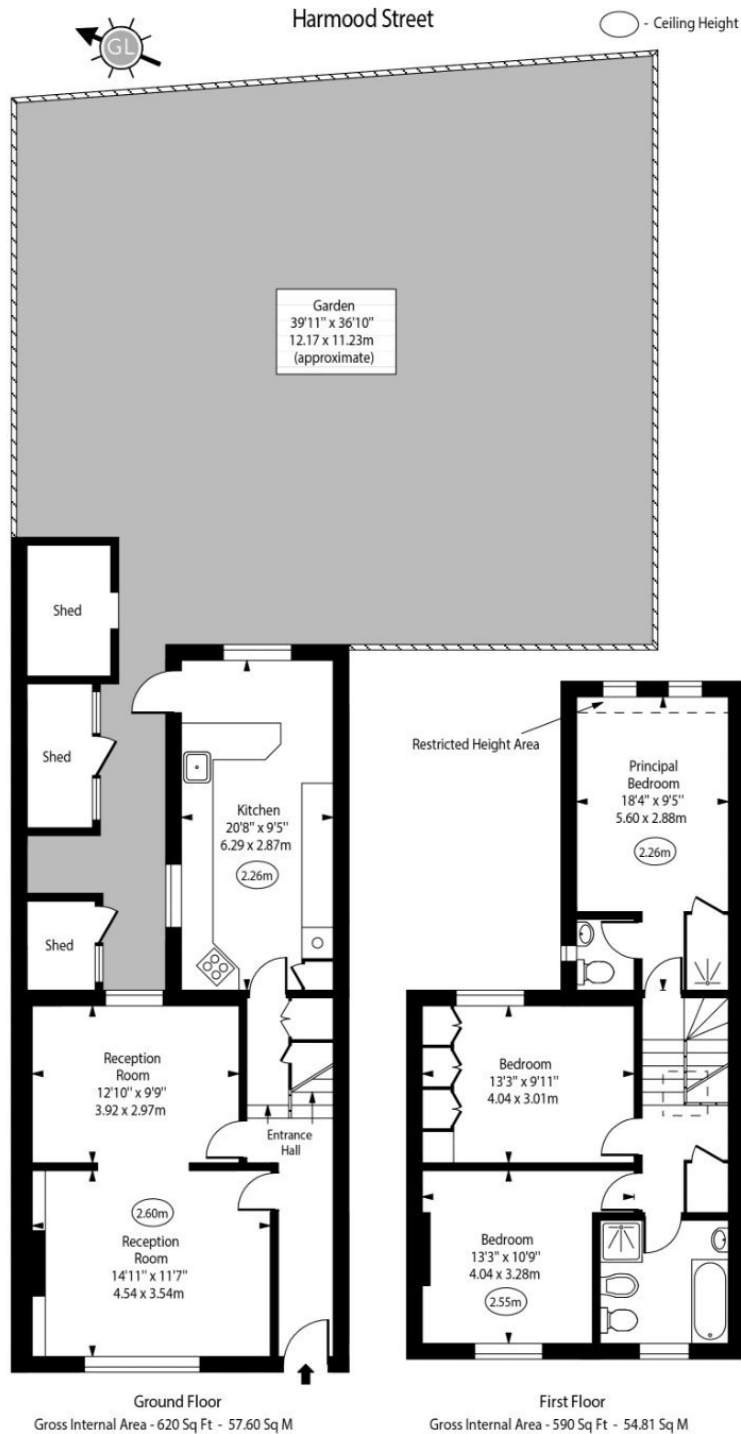 Harmood Street
- Ceiling Height
GL
Garden
39'11" x 36'10"
12.17 x 11.23m
(approximate)
Shed
Shed
Shed
Kitchen
20'8" x 9'5"
6.29 x 2.87m
2.26m
Reception
Room
12'10" x 9'9"
3.92 x 2.97m
Entrance
Hall
2.60m
Reception
Room
14'11" x 11'7"
4.54 x 3.54m
Ground Floor
Gross Internal Area - 620 Sq Ft - 57.60 Sq M
Restricted Height Area
Principal
Bedroom
18'4" x 9'5"
5.60 x 2.88m
2.26m
Bedroom
13'3" x 9'11"
4.04 x 3.01m
Bedroom
13'3" x 10'9"
4.04 x 3.28m
2.55m
First Floor
Gross Internal Area - 590 Sq Ft - 54.81 Sq M